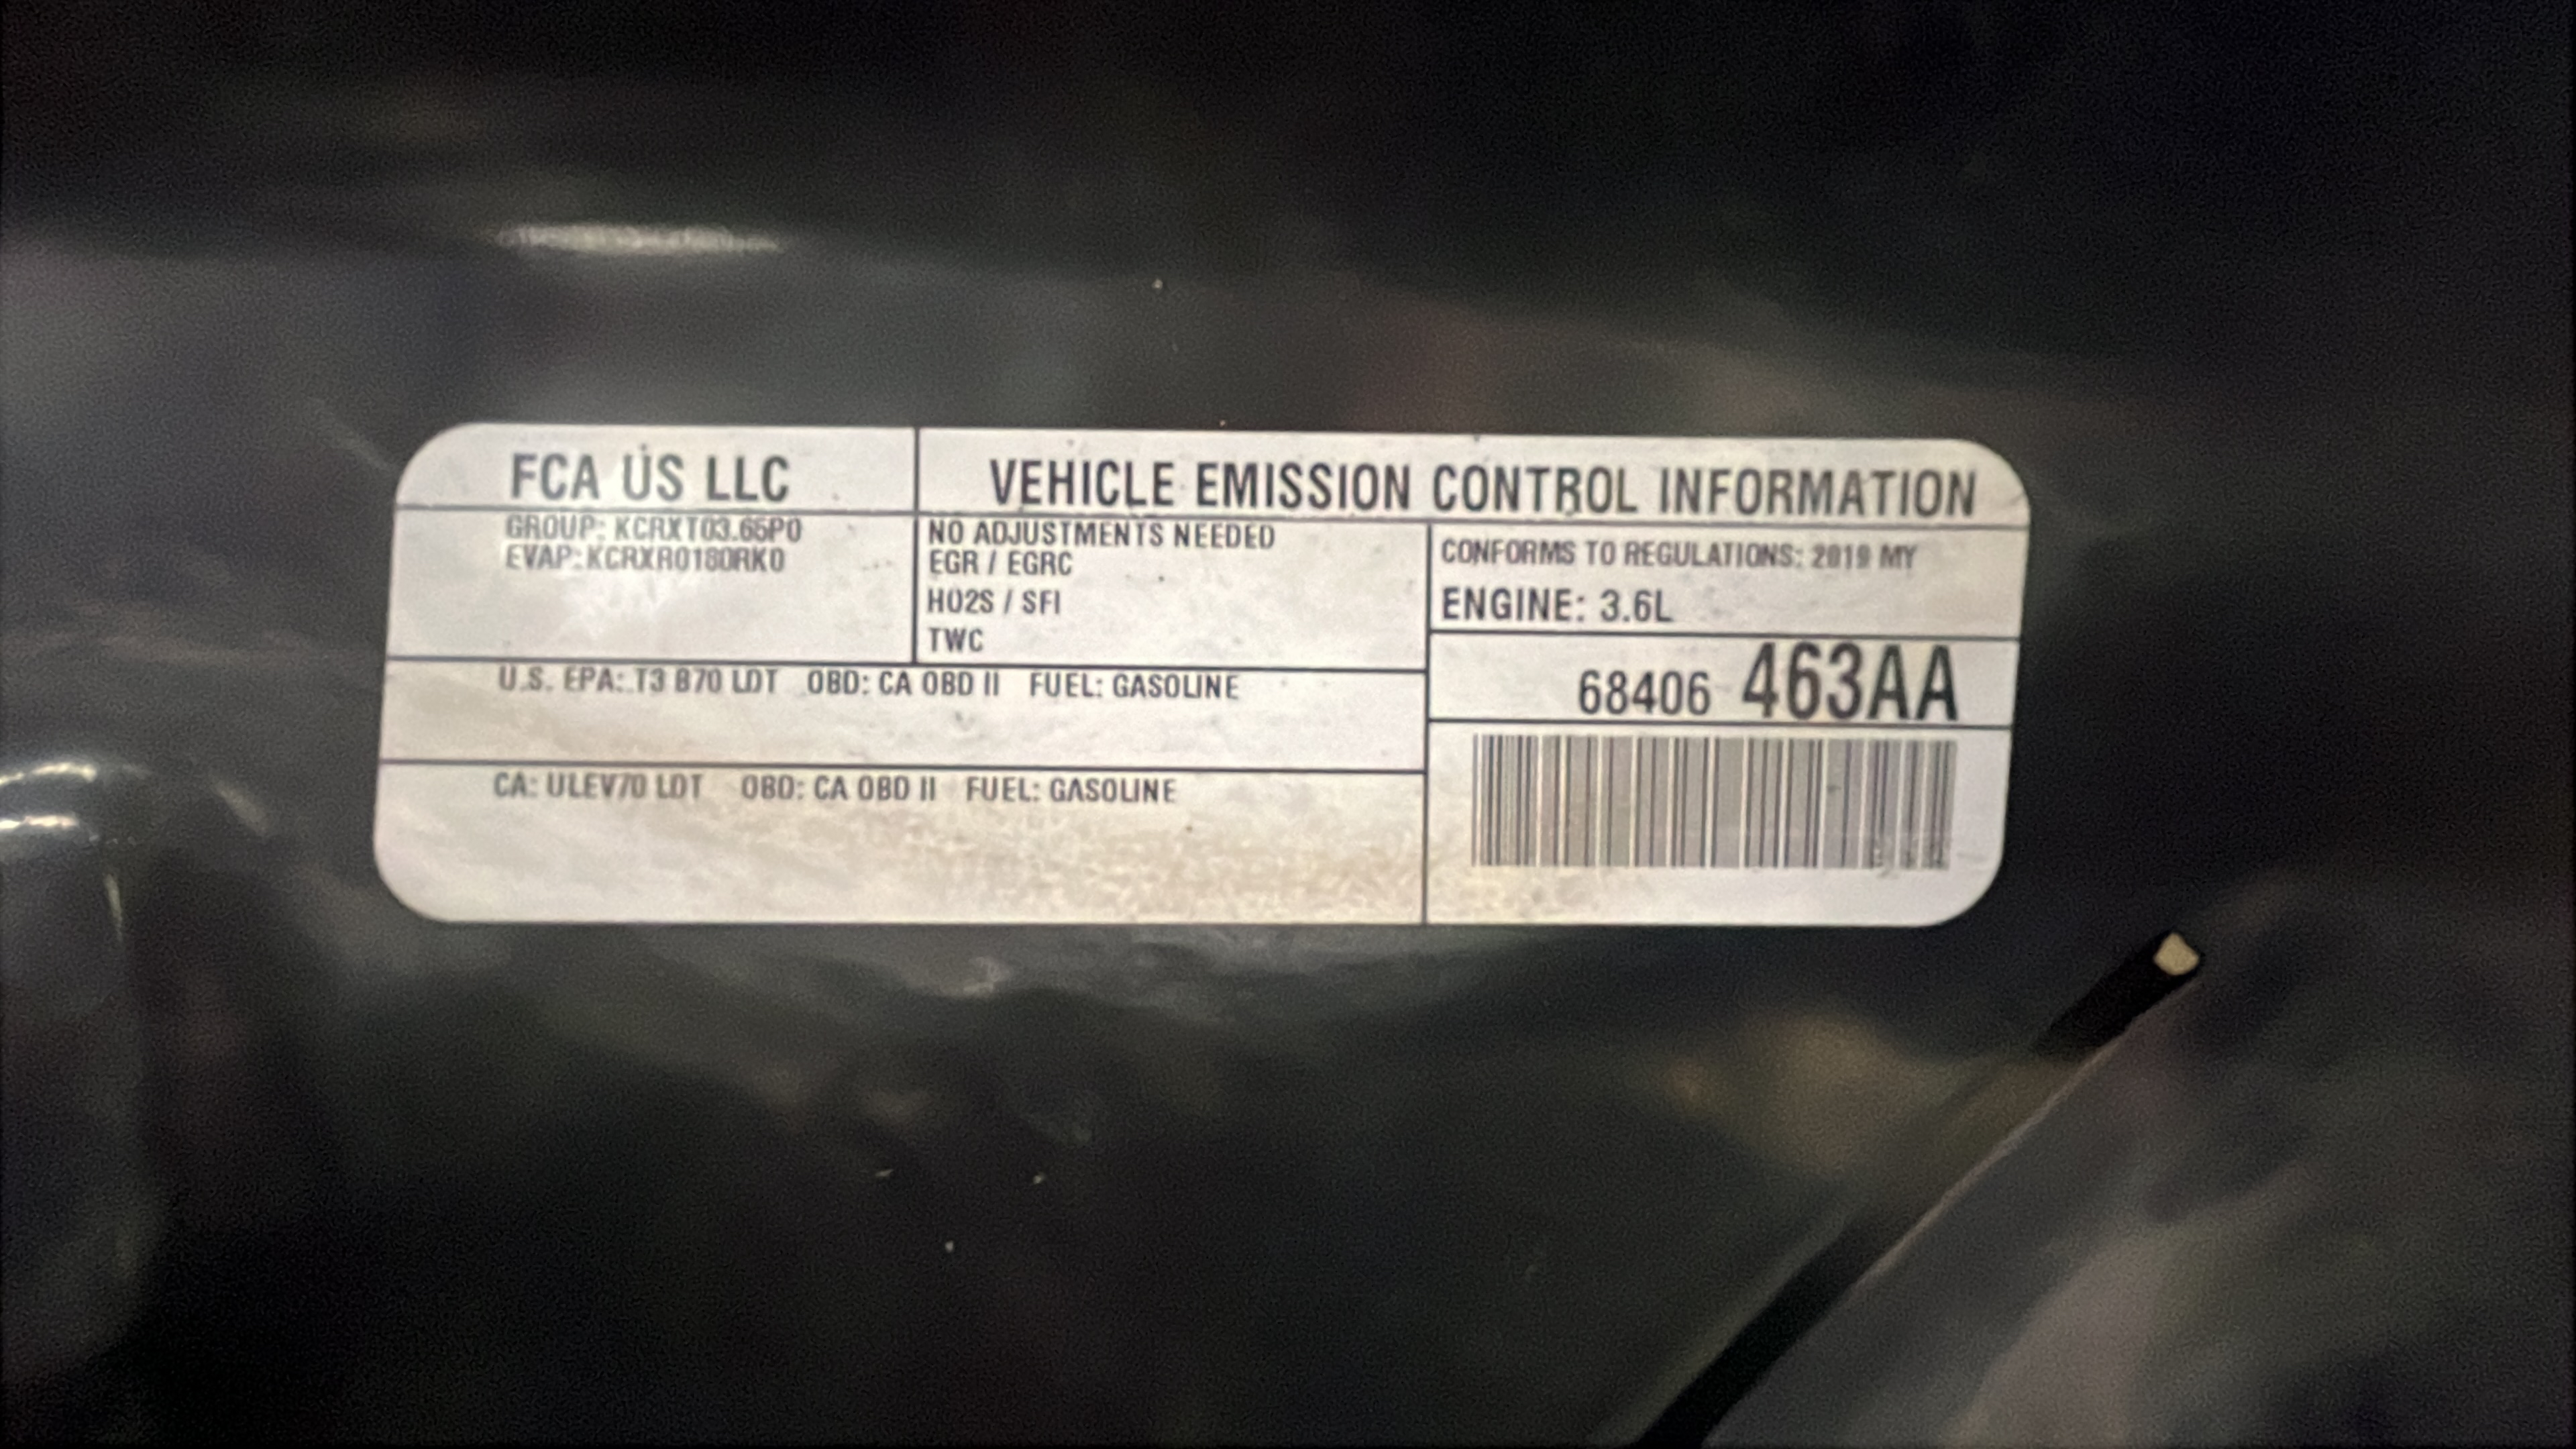 FCA US LLC
VEHICLE EMISSION CONTROL INFORMATION
GROUP: KCRXT03.65P0
EVAP: KCRXR0180RK0
NO ADJUSTMENTS NEEDED
EGR / EGRC
HO2S / SFI
TWC
CONFORMS TO REGULATIONS: 2019 MY
ENGINE: 3.6L
68406 463AA
U.S. EPA: T3 B70 LDT OBD: CA OBD II FUEL: GASOLINE
CA: ULEV70 LDT OBD: CA OBD II FUEL: GASOLINE